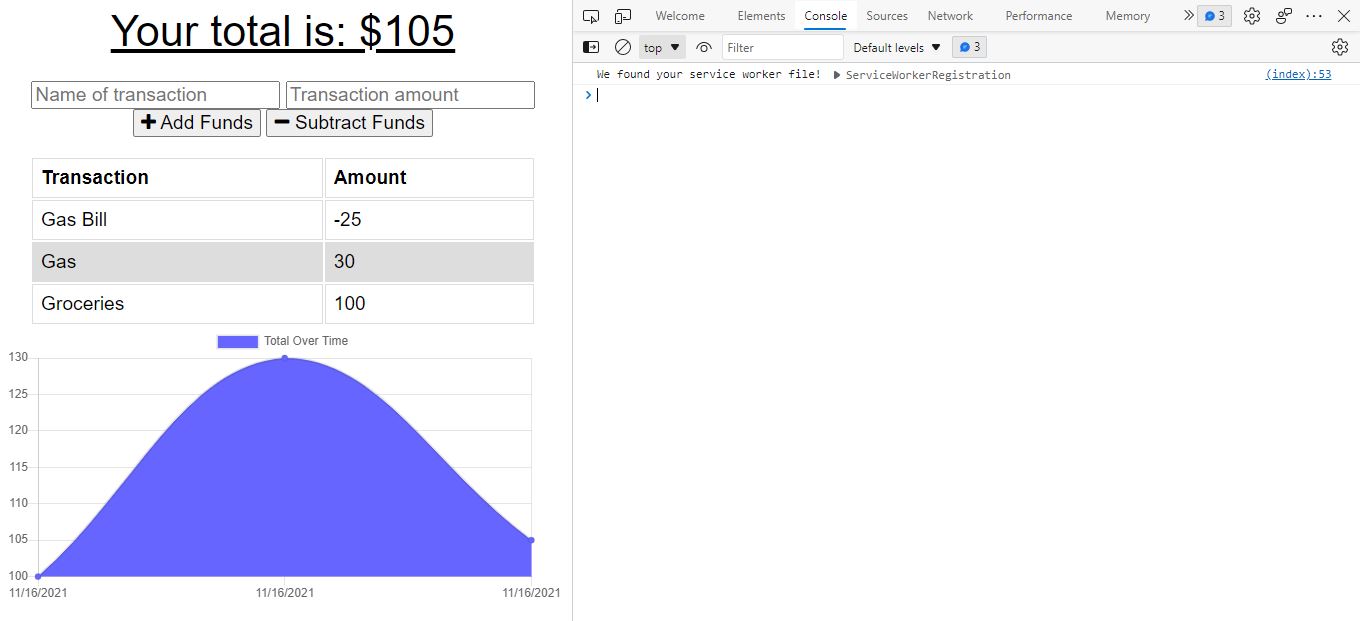 Your total is: $105
Name of transaction Transaction amount
Add Funds Subtract Funds
Transaction Amount
Gas Bill -25
Gas 30
Groceries 100
Total Over Time
130
125
120
115
110
105
100
11/16/2021 11/16/2021 11/16/2021
Welcome Elements Console Sources Network Performance Memory 3
top Filter Default levels 3
We found your service worker file! ServiceWorkerRegistration (index):53